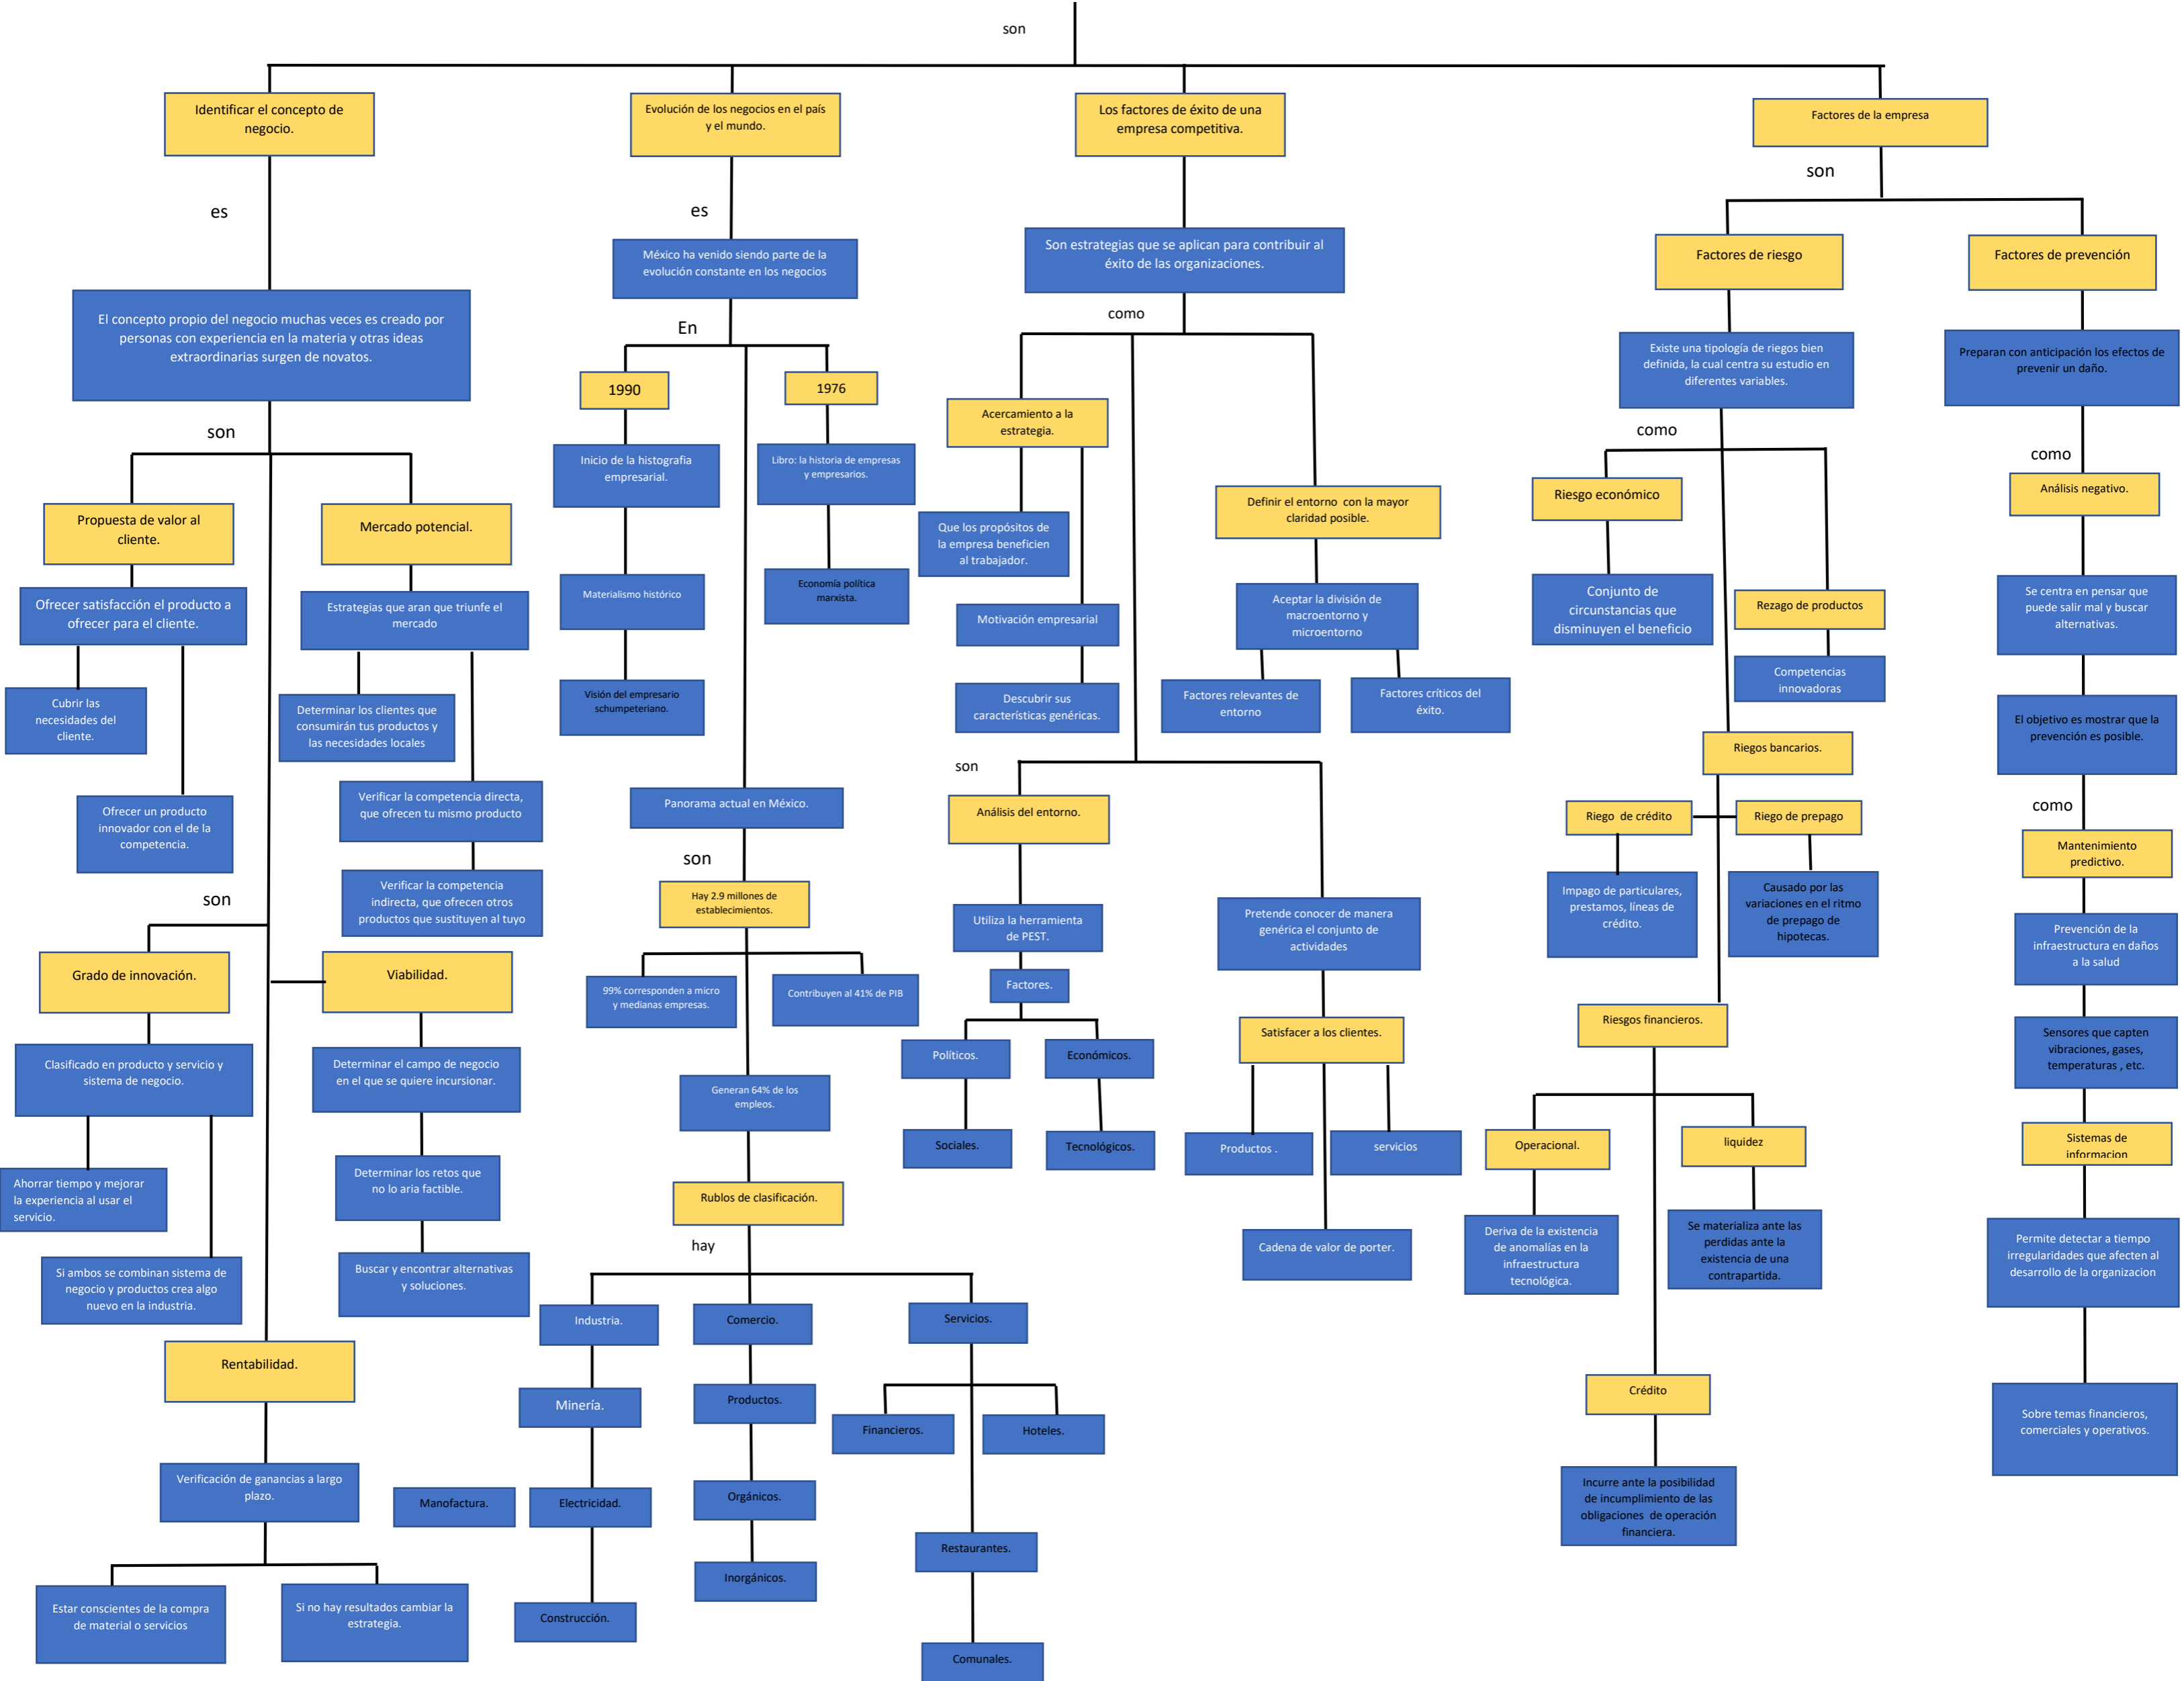 son
Identificar el concepto de
negocio.
es
El concepto propio del negocio muchas veces es creado por
personas con experiencia en la materia y otras ideas
extraordinarias surgen de novatos.
son
Propuesta de valor al
cliente.
Ofrecer satisfacción el producto a
ofrecer para el cliente.
Cubrir las
necesidades del
cliente.
Ofrecer un producto
innovador con el de la
competencia.
Mercado potencial.
Estrategias que aran que triunfe el
mercado
Determinar los clientes que
consumirán tus productos y
las necesidades locales
Verificar la competencia directa,
que ofrecen tu mismo producto
Verificar la competencia
indirecta, que ofrecen otros
productos que sustituyen al tuyo
son
Grado de innovación.
Clasificado en producto y servicio y
sistema de negocio.
Ahorrar tiempo y mejorar
la experiencia al usar el
servicio.
Si ambos se combinan sistema de
negocio y productos crea algo
nuevo en la industria.
Viabilidad.
Determinar el campo de negocio
en el que se quiere incursionar.
Determinar los retos que
no lo aria factible.
Buscar y encontrar alternativas
y soluciones.
Rentabilidad.
Verificación de ganancias a largo
plazo.
Estar conscientes de la compra
de material o servicios
Si no hay resultados cambiar la
estrategia.
Evolución de los negocios en el país
y el mundo.
es
México ha venido siendo parte de la
evolución constante en los negocios
En
1990
Inicio de la histografia
empresarial.
Materialismo histórico
Visión del empresario
schumpeteriano.
1976
Libro: la historia de empresas
y empresarios.
Economía política
marxista.
Panorama actual en México.
son
Hay 2.9 millones de
establecimientos.
99% corresponden a micro
y medianas empresas.
Contribuyen al 41% de PIB
Generan 64% de los
empleos.
Rublos de clasificación.
hay
Industria.
Minería.
Manofactura.
Electricidad.
Construcción.
Comercio.
Productos.
Orgánicos.
Inorgánicos.
Servicios.
Financieros.
Hoteles.
Restaurantes.
Comunales.
Los factores de éxito de una
empresa competitiva.
Son estrategias que se aplican para contribuir al
éxito de las organizaciones.
como
Acercamiento a la
estrategia.
Que los propósitos de
la empresa beneficien
al trabajador.
Motivación empresarial
Descubrir sus
características genéricas.
Definir el entorno  con la mayor
claridad posible.
Aceptar la división de
macroentorno y
microentorno
Factores relevantes de
entorno
Factores críticos del
éxito.
son
Análisis del entorno.
Utiliza la herramienta
de PEST.
Factores.
Políticos.
Económicos.
Sociales.
Tecnológicos.
Pretende conocer de manera
genérica el conjunto de
actividades
Satisfacer a los clientes.
Productos .
servicios
Cadena de valor de porter.
Factores de la empresa
son
Factores de riesgo
Existe una tipología de riegos bien
definida, la cual centra su estudio en
diferentes variables.
como
Riesgo económico
Conjunto de
circunstancias que
disminuyen el beneficio
Rezago de productos
Competencias
innovadoras
Riegos bancarios.
Riego  de crédito
Impago de particulares,
prestamos, líneas de
crédito.
Riego de prepago
Causado por las
variaciones en el ritmo
de prepago de
hipotecas.
Riesgos financieros.
Operacional.
Deriva de la existencia
de anomalías en la
infraestructura
tecnológica.
liquidez
Se materializa ante las
perdidas ante la
existencia de una
contrapartida.
Crédito
Incurre ante la posibilidad
de incumplimiento de las
obligaciones  de operación
financiera.
Factores de prevención
Preparan con anticipación los efectos de
prevenir un daño.
como
Análisis negativo.
Se centra en pensar que
puede salir mal y buscar
alternativas.
El objetivo es mostrar que la
prevención es posible.
como
Mantenimiento
predictivo.
Prevención de la
infraestructura en daños
a la salud
Sensores que capten
vibraciones, gases,
temperaturas , etc.
Sistemas de
informacion
Permite detectar a tiempo
irregularidades que afecten al
desarrollo de la organizacion
Sobre temas financieros,
comerciales y operativos.